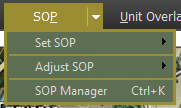 SOP Unit Overla
Set SOP
Adjust SOP
SOP Manager Ctrl+K